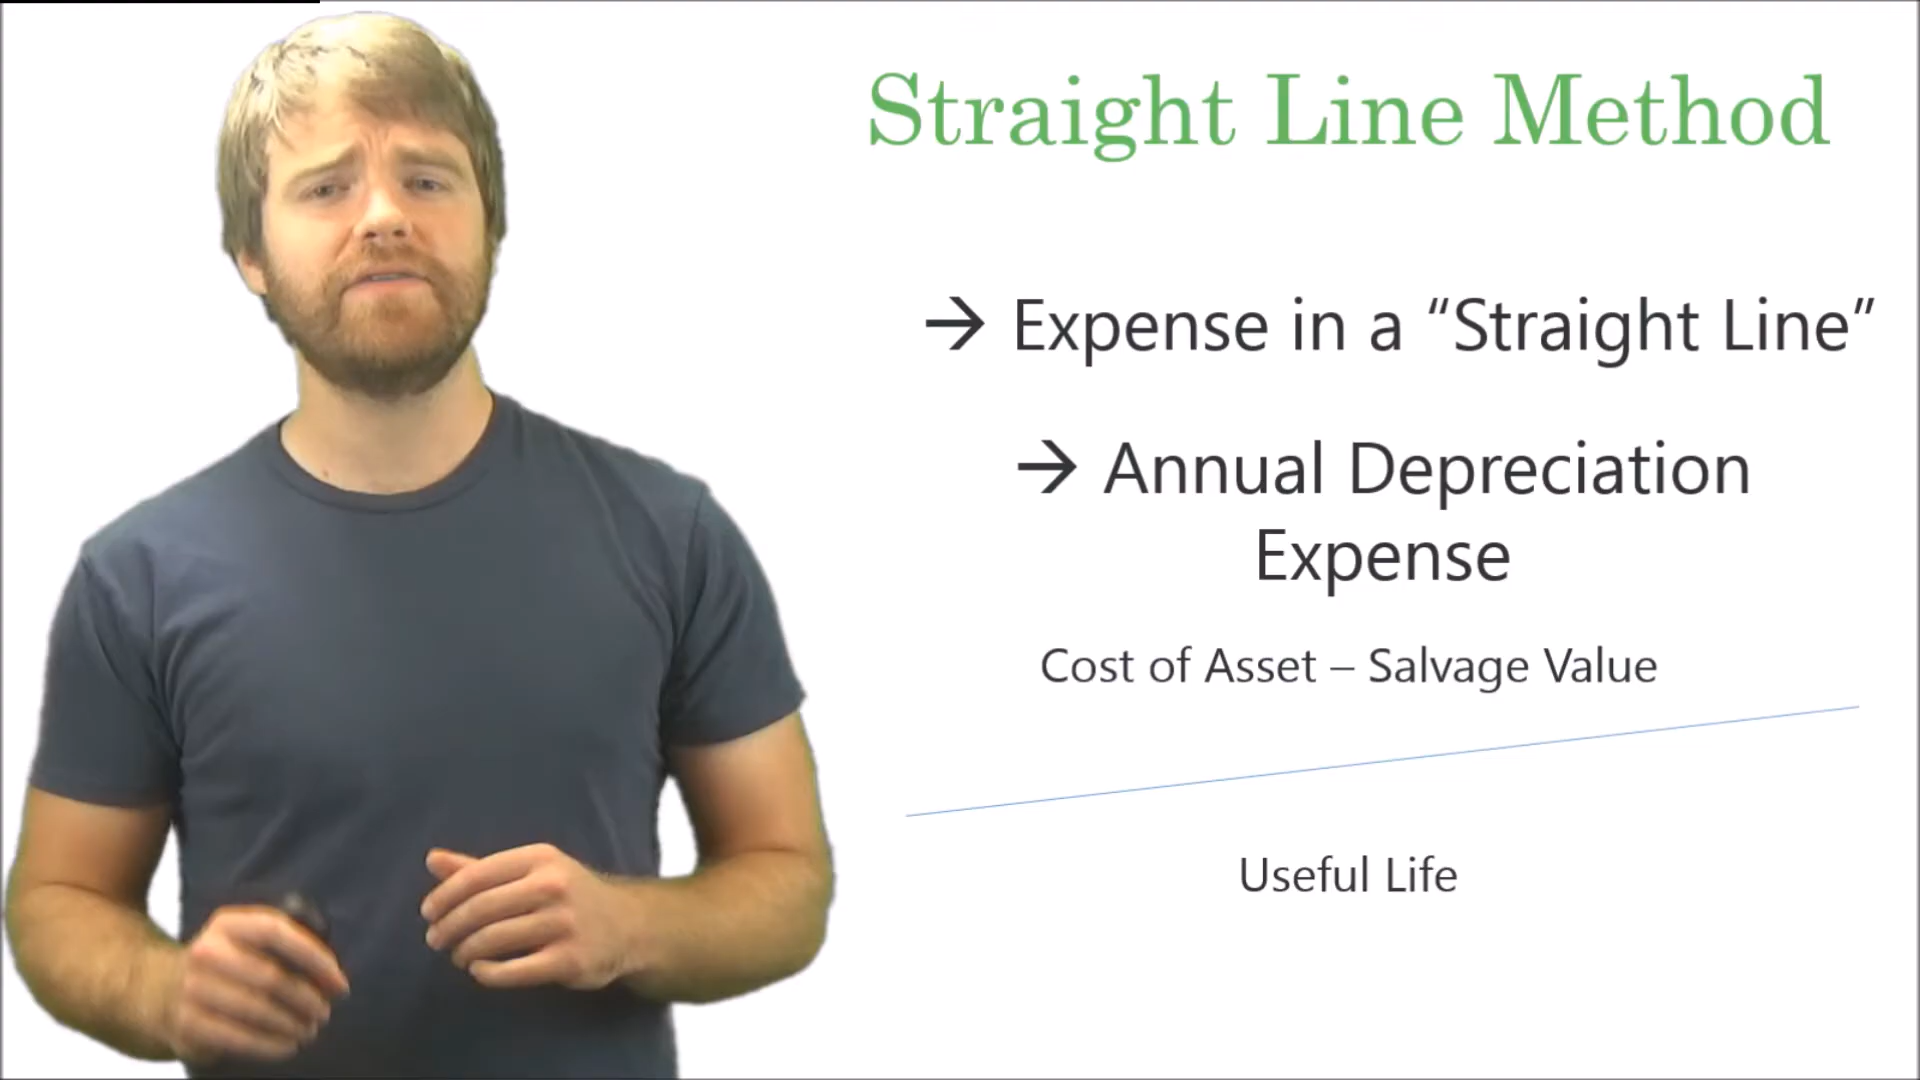 Straight Line Method
→ Expense in a “Straight Line”
→ Annual Depreciation
Expense
Cost of Asset – Salvage Value
Useful Life